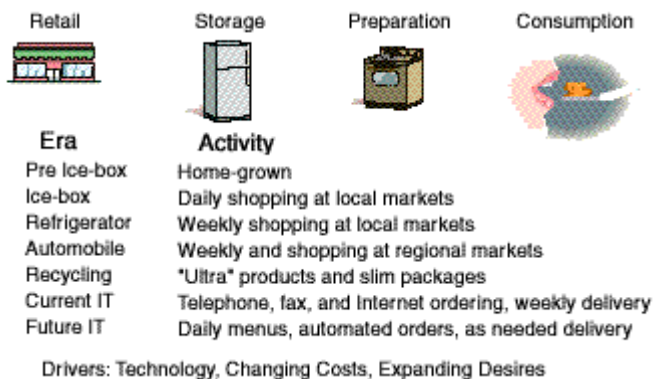 Retail Storage Preparation Consumption
Era Activity
Pre Ice-box Home-grown
Ice-box Daily shopping at local markets
Refrigerator Weekly shopping at local markets
Automobile Weekly and shopping at regional markets
Recycling "Ultra" products and slim packages
Current IT Telephone, fax, and Internet ordering, weekly delivery
Future IT Daily menus, automated orders, as needed delivery
Drivers: Technology, Changing Costs, Expanding Desires